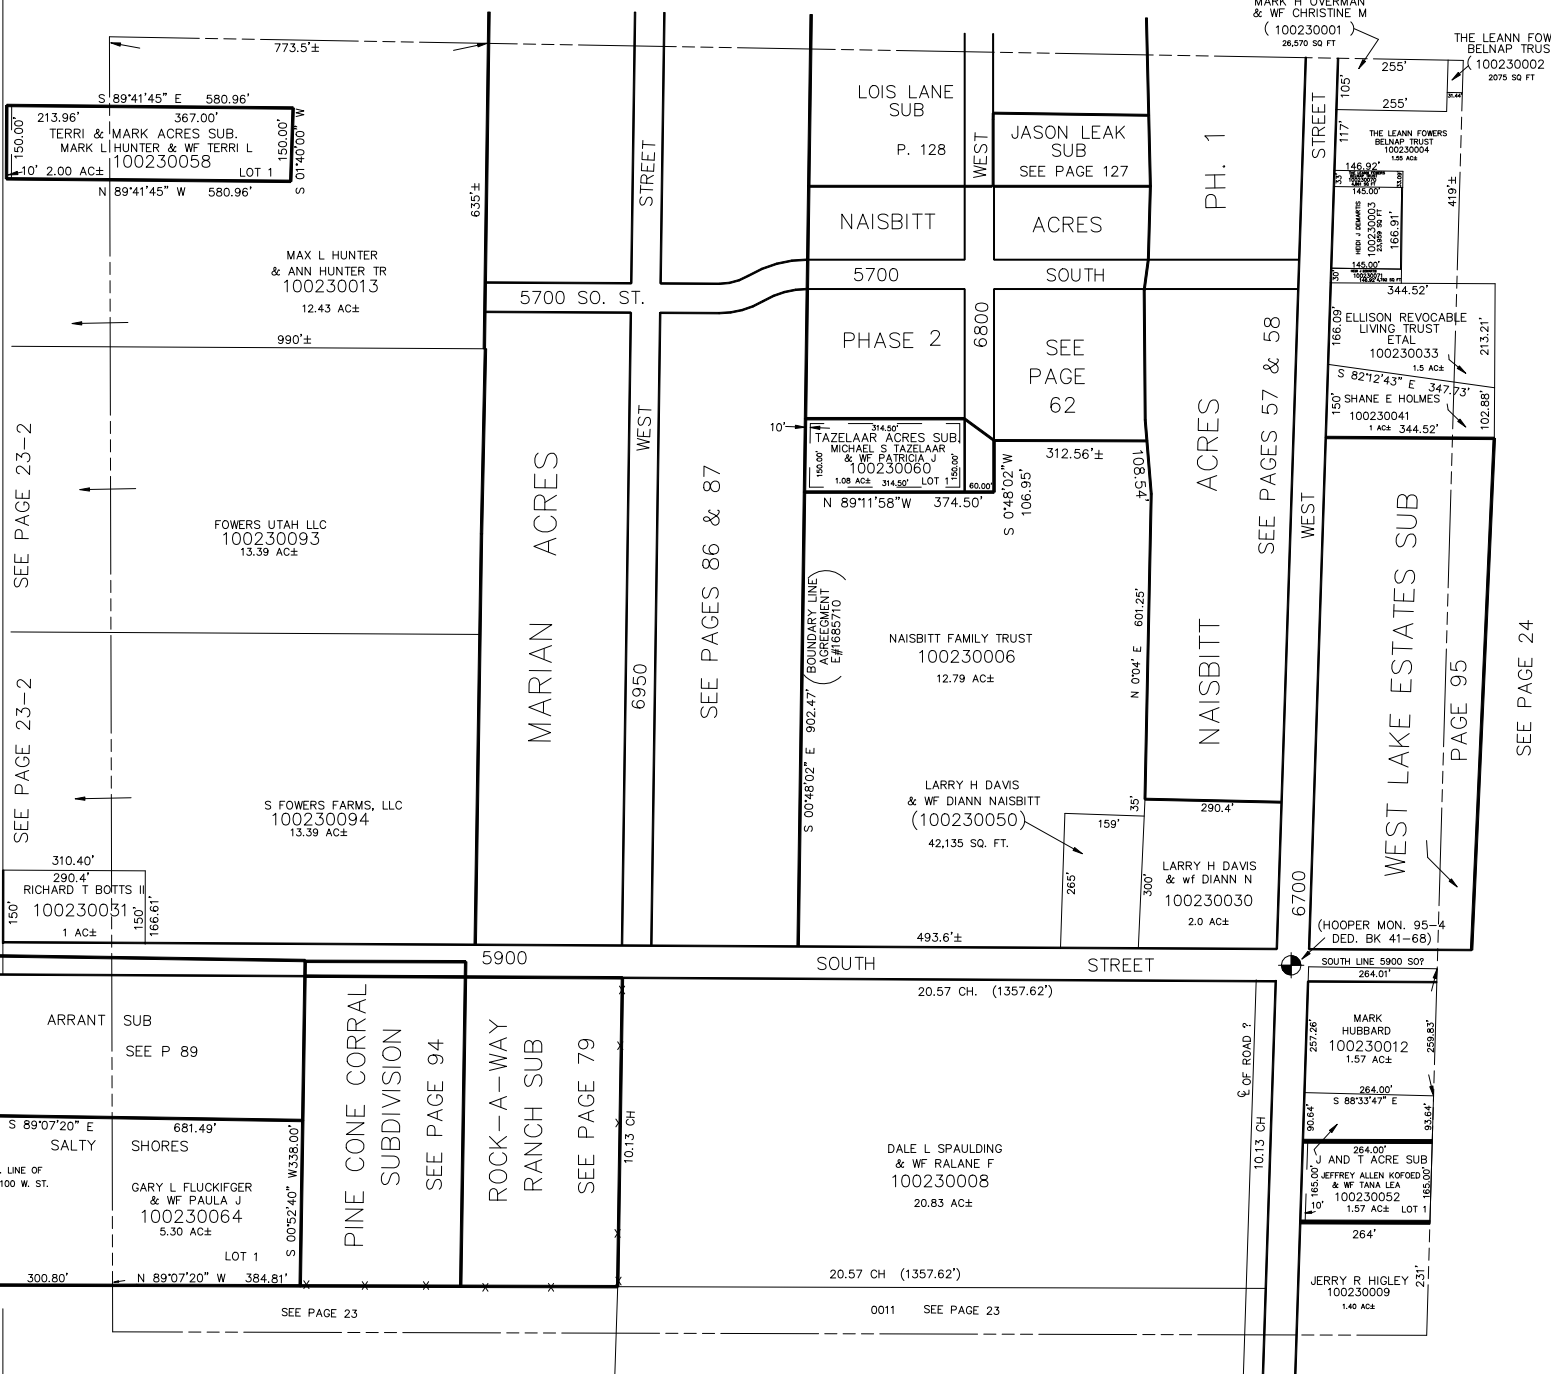 MARK H OVERMAN
& WF CHRISTINE M
( 100230001 )
26,570 SQ FT
THE LEANN FOW
BELNAP TRUS
( 100230002
2075 SQ FT
773.5'±
255'
105'
31.44'
255'
S 89°41'45" E 580.96'
213.96' 367.00'
TERRI & MARK ACRES SUB.
MARK L HUNTER & WF TERRI L
100230058
10' 2.00 AC± LOT 1
150.00'
150.00'
S 01°40'00" W
N 89°41'45" W 580.96'
635'±
MAX L HUNTER
& ANN HUNTER TR
100230013
12.43 AC±
990'±
STREET
LOIS LANE
SUB
P. 128
WEST
JASON LEAK
SUB
SEE PAGE 127
PH. 1
STREET
117'
THE LEANN FOWERS
BELNAP TRUST
100230004
1.55 AC±
146.92'
33'
33.09'
145.00'
HEIDI J DEMARTIS
100230003
23,959 SQ FT
166.91'
145.00'
30'
100230071
419'±
344.52'
NAISBITT
ACRES
5700
SOUTH
5700 SO. ST.
PHASE 2
6800
SEE
PAGE
62
SEE PAGES 57 & 58
166.09'
ELLISON REVOCABLE
LIVING TRUST
ETAL
100230033
1.5 AC±
213.21'
S 82°12'43" E 347.73'
150'
SHANE E HOLMES
100230041
1 AC± 344.52'
102.88'
SEE PAGE 23-2
FOWERS UTAH LLC
100230093
13.39 AC±
MARIAN ACRES
WEST
6950
SEE PAGES 86 & 87
10'
314.50'
TAZELAAR ACRES SUB.
MICHAEL S TAZELAAR
& WF PATRICIA J
100230060
1.08 AC± 314.50' LOT 1
150.00'
150.00'
60.00'
N 89°11'58"W 374.50'
S 0°48'02"W
106.95'
312.56'±
108.54'
NAISBITT ACRES
WEST
WEST LAKE ESTATES SUB
PAGE 95
SEE PAGE 24
BOUNDARY LINE
AGREEGMENT
E#1685710
S 00°48'02" E 902.47'
NAISBITT FAMILY TRUST
100230006
12.79 AC±
N 0°04' E 601.25'
SEE PAGE 23-2
S FOWERS FARMS, LLC
100230094
13.39 AC±
LARRY H DAVIS
& WF DIANN NAISBITT
(100230050)
42,135 SQ. FT.
35'
159'
265'
300'
290.4'
LARRY H DAVIS
& wf DIANN N
100230030
2.0 AC±
6700
310.40'
290.4'
RICHARD T BOTTS II
100230031
1 AC±
150'
150'
166.61'
493.6'±
(HOOPER MON. 95-4
DED. BK 41-68)
5900
SOUTH
STREET
SOUTH LINE 5900 SO?
264.01'
20.57 CH. (1357.62')
ARRANT SUB
SEE P 89
PINE CONE CORRAL
SUBDIVISION
SEE PAGE 94
ROCK-A-WAY
RANCH SUB
SEE PAGE 79
10.13 CH
℄ OF ROAD ?
10.13 CH
257.26'
MARK
HUBBARD
100230012
1.57 AC±
259.83'
264.00'
S 88°33'47" E
90.64'
93.64'
S 89°07'20" E 681.49'
SALTY SHORES
LINE OF
100 W. ST.
GARY L FLUCKIFGER
& WF PAULA J
100230064
5.30 AC±
LOT 1
S 00°52'40" W338.00'
300.80'
N 89°07'20" W 384.81'
DALE L SPAULDING
& WF RALANE F
100230008
20.83 AC±
264.00'
J AND T ACRE SUB
JEFFREY ALLEN KOFOED
& WF TANA LEA
100230052
1.57 AC± LOT 1
165.00'
165.00'
10'
264'
20.57 CH (1357.62')
JERRY R HIGLEY
100230009
1.40 AC±
231'
SEE PAGE 23
0011 SEE PAGE 23